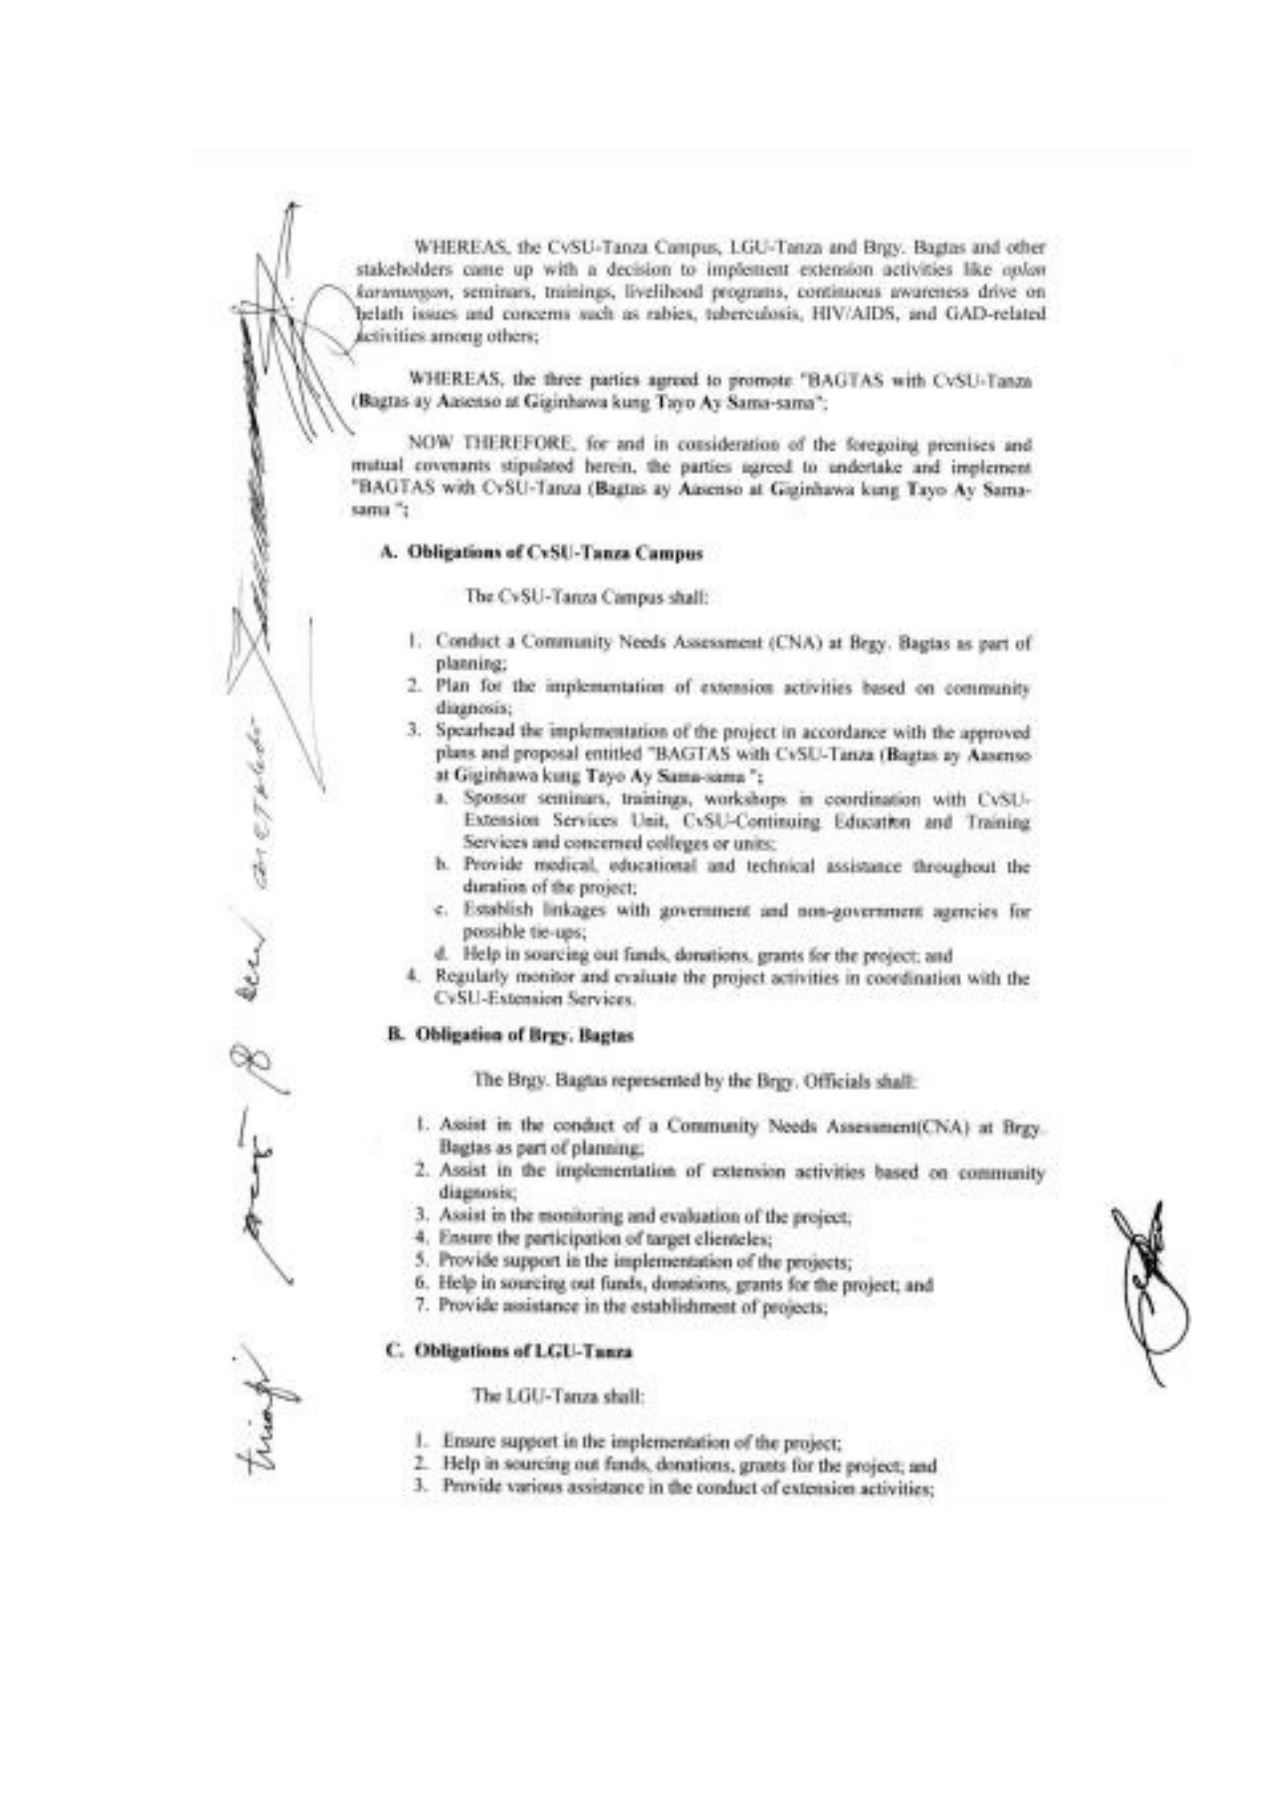 WHEREAS, the CvSU-Tanza Campus, LGU-Tanza and Brgy. Bagtas and other
stakeholders came up with a decision to implement extension activities like oplan
karunungan, seminars, trainings, livelihood programs, continuous awareness drive on
helath issues and concerns such as rabies, tuberculosis, HIV/AIDS, and GAD-related
activities among others;
WHEREAS, the three parties agreed to promote "BAGTAS with CvSU-Tanza
(Bagtas ay Aasenso at Giginhawa kung Tayo Ay Sama-sama";
NOW THEREFORE, for and in consideration of the foregoing premises and
mutual covenants stipulated herein, the parties agreed to undertake and implement
"BAGTAS with CvSU-Tanza (Bagtas ay Aasenso at Giginhawa kung Tayo Ay Sama-
sama ";
A. Obligations of CvSU-Tanza Campus
The CvSU-Tanza Campus shall:
1. Conduct a Community Needs Assessment (CNA) at Brgy. Bagtas as part of
planning;
2. Plan for the implementation of extension activities based on community
diagnosis;
3. Spearhead the implementation of the project in accordance with the approved
plans and proposal entitled "BAGTAS with CvSU-Tanza (Bagtas ay Aasenso
at Giginhawa kung Tayo Ay Sama-sama ";
a. Sponsor seminars, trainings, workshops in coordination with CvSU-
Extension Services Unit, CvSU-Continuing Education and Training
Services and concerned colleges or units;
b. Provide medical, educational and technical assistance throughout the
duration of the project;
c. Establish linkages with government and non-government agencies for
possible tie-ups;
d. Help in sourcing out funds, donations, grants for the project; and
4. Regularly monitor and evaluate the project activities in coordination with the
CvSU-Extension Services.
B. Obligation of Brgy. Bagtas
The Brgy. Bagtas represented by the Brgy. Officials shall:
1. Assist in the conduct of a Community Needs Assessment(CNA) at Brgy.
Bagtas as part of planning;
2. Assist in the implementation of extension activities based on community
diagnosis;
3. Assist in the monitoring and evaluation of the project;
4. Ensure the participation of target clienteles;
5. Provide support in the implementation of the projects;
6. Help in sourcing out funds, donations, grants for the project; and
7. Provide assistance in the establishment of projects;
C. Obligations of LGU-Tanza
The LGU-Tanza shall:
1. Ensure support in the implementation of the project;
2. Help in sourcing out funds, donations, grants for the project; and
3. Provide various assistance in the conduct of extension activities;